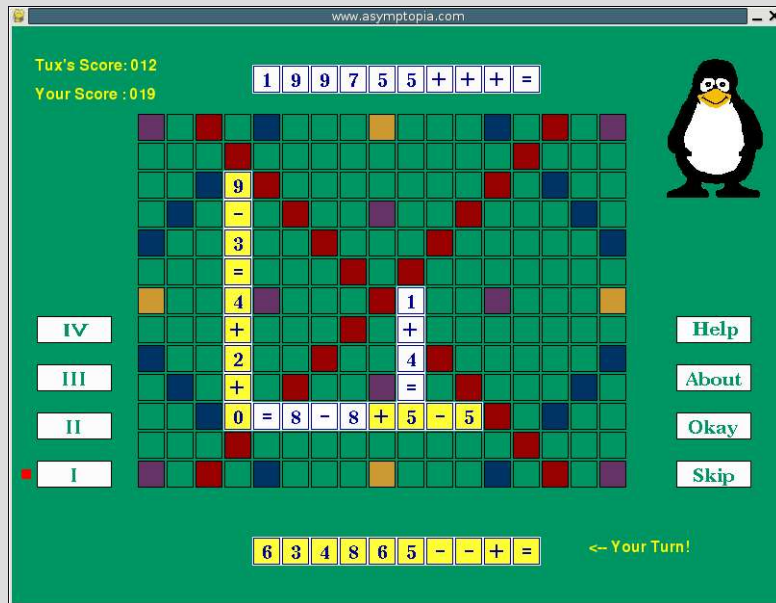 www.asymptopia.com
Tux's Score: 012
Your Score : 019
1 9 9 7 5 5 + + + =
9
-
3
=
4 1
+ +
IV Help
2 4
+ =
III About
0 = 8 - 8 + 5 - 5
II Okay
I Skip
6 3 4 8 6 5 - - + =
<-- Your Turn!